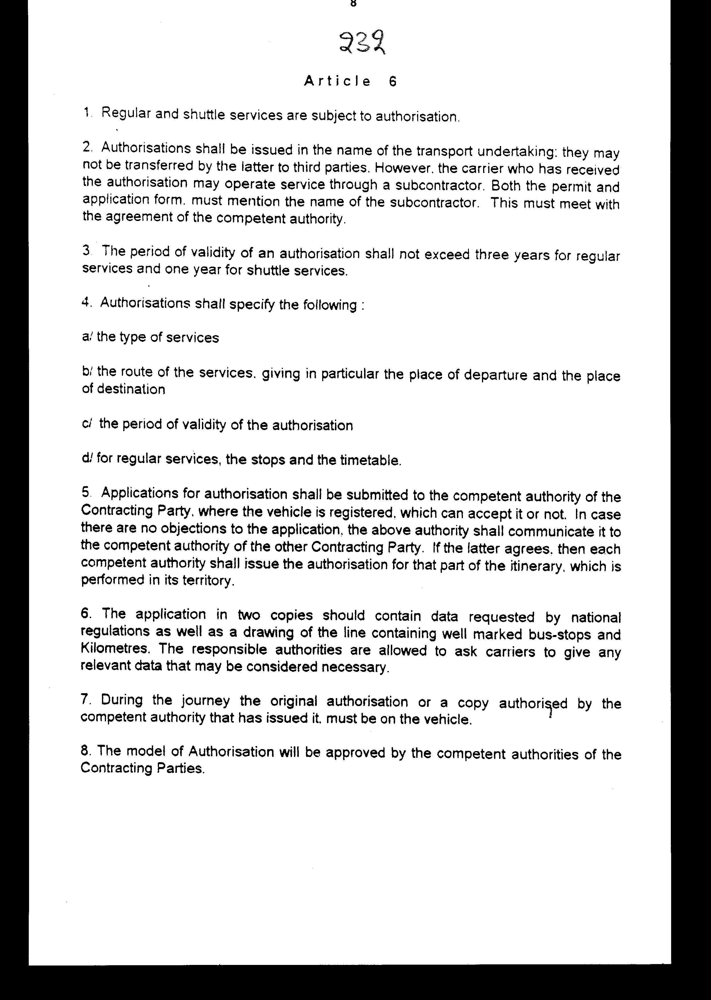 8
232
Article 6
1. Regular and shuttle services are subject to authorisation.
2. Authorisations shall be issued in the name of the transport undertaking; they may
not be transferred by the latter to third parties. However, the carrier who has received
the authorisation may operate service through a subcontractor. Both the permit and
application form, must mention the name of the subcontractor. This must meet with
the agreement of the competent authority.
3. The period of validity of an authorisation shall not exceed three years for regular
services and one year for shuttle services.
4. Authorisations shall specify the following :
a/ the type of services
b/ the route of the services, giving in particular the place of departure and the place
of destination
c/ the period of validity of the authorisation
d/ for regular services, the stops and the timetable.
5. Applications for authorisation shall be submitted to the competent authority of the
Contracting Party, where the vehicle is registered, which can accept it or not. In case
there are no objections to the application, the above authority shall communicate it to
the competent authority of the other Contracting Party. If the latter agrees, then each
competent authority shall issue the authorisation for that part of the itinerary, which is
performed in its territory.
6. The application in two copies should contain data requested by national
regulations as well as a drawing of the line containing well marked bus-stops and
Kilometres. The responsible authorities are allowed to ask carriers to give any
relevant data that may be considered necessary.
7. During the journey the original authorisation or a copy authorised by the
competent authority that has issued it, must be on the vehicle.
8. The model of Authorisation will be approved by the competent authorities of the
Contracting Parties.